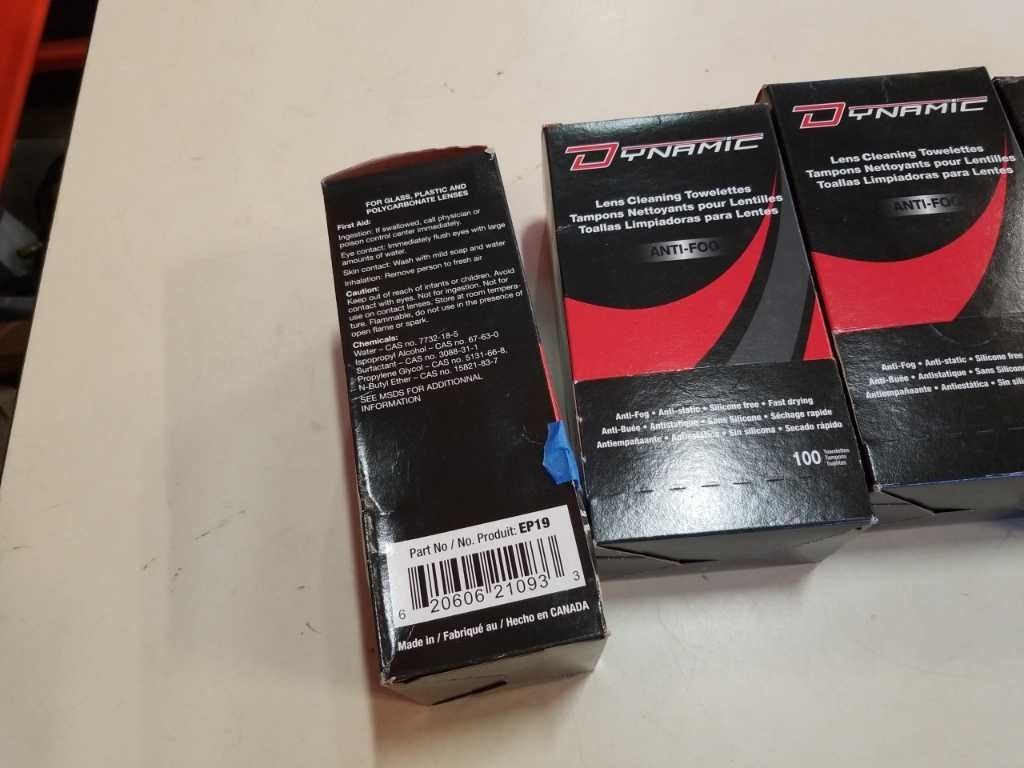 FOR GLASS, PLASTIC AND
POLYCARBONATE LENSES
First Aid:
Ingestion: If swallowed, call physician or
poison control center immediately.
Eye contact: Immediately flush eyes with large
amounts of water.
Skin contact: Wash with mild soap and water
Inhalation: Remove person to fresh air
Caution:
Keep out of reach of infants or children. Avoid
contact with eyes. Not for ingestion. Not for
use on contact lenses. Store at room tempera-
ture. Flammable, do not use in the presence of
open flame or spark.
Chemicals:
Water – CAS no. 7732-18-5
Ispopropyl Alcohol – CAS no. 67-63-0
Surfactant – CAS no. 3088-31-1
Propylene Glycol – CAS no. 5131-66-8,
N-Butyl Ether – CAS no. 15821-83-7
SEE MSDS FOR ADDITIONNAL
INFORMATION
Part No / No. Produit: EP19
6 20606 21093 3
Made in / Fabriqué au / Hecho en CANADA
DYNAMIC
Lens Cleaning Towelettes
Tampons Nettoyants pour Lentilles
Toallas Limpiadoras para Lentes
ANTI-FOG
Anti-Fog • Anti-static • Silicone free • Fast drying
Anti-Buée • Antistatique • Sans Silicone • Séchage rapide
Antiempañaante • Antiestática • Sin silicona • Secado rápido
100 Towelettes
Tampons
Toallitas
DYNAMIC
Lens Cleaning Towelettes
Tampons Nettoyants pour Lentilles
Toallas Limpiadoras para Lentes
ANTI-FOG
Anti-Fog • Anti-static • Silicone free
Anti-Buée • Antistatique • Sans Silicone
Antiempañaante • Antiestática • Sin